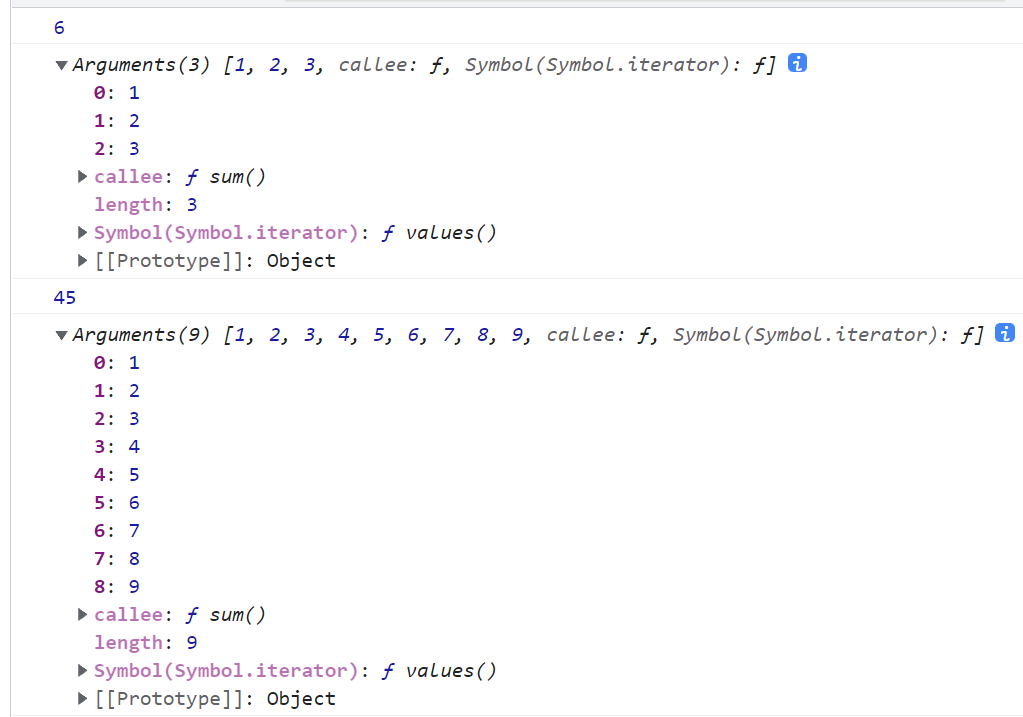 6
▼Arguments(3) [1, 2, 3, callee: ƒ, Symbol(Symbol.iterator): ƒ] i
0: 1
1: 2
2: 3
▶callee: ƒ sum()
length: 3
▶Symbol(Symbol.iterator): ƒ values()
▶[[Prototype]]: Object
45
▼Arguments(9) [1, 2, 3, 4, 5, 6, 7, 8, 9, callee: ƒ, Symbol(Symbol.iterator): ƒ] i
0: 1
1: 2
2: 3
3: 4
4: 5
5: 6
6: 7
7: 8
8: 9
▶callee: ƒ sum()
length: 9
▶Symbol(Symbol.iterator): ƒ values()
▶[[Prototype]]: Object